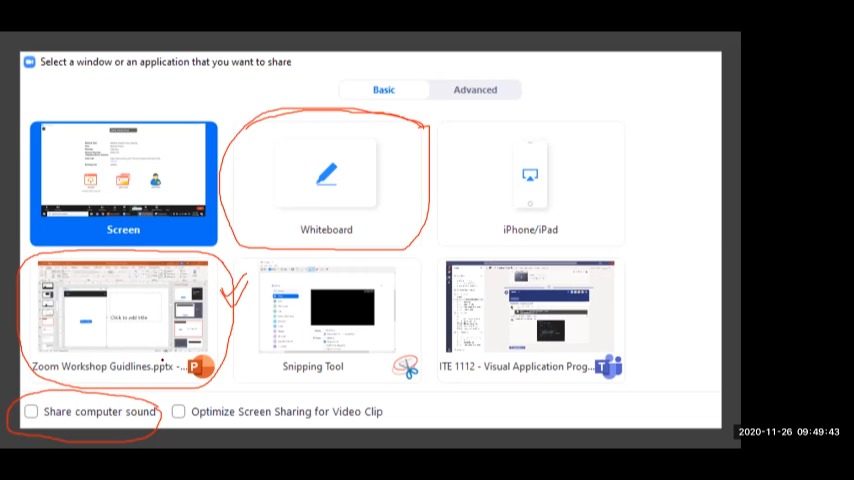 Select a window or an application that you want to share
Basic
Advanced
Screen
Whiteboard
iPhone/iPad
Click to add title
Zoom Workshop Guidlines.pptx -...
Snipping Tool
ITE 1112 - Visual Application Prog...
Share computer sound
Optimize Screen Sharing for Video Clip
2020-11-26 09:49:43